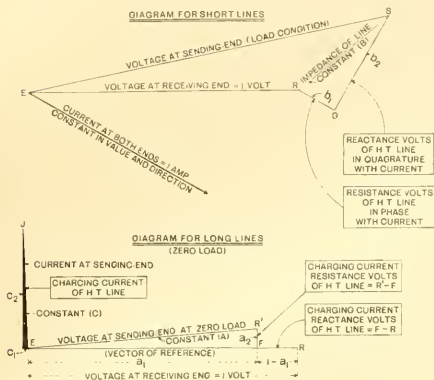 DIAGRAM FOR SHORT LINES
S
VOLTAGE AT SENDING END (LOAD CONDITION)
IMPEDANCE OF LINE
CONSTANT (B)
b₂
E
VOLTAGE AT RECEIVING END = 1 VOLT
R
b₁
O
CURRENT AT BOTH ENDS = 1 AMP
CONSTANT IN VALUE AND DIRECTION
REACTANCE VOLTS
OF H T LINE
IN QUADRATURE
WITH CURRENT
RESISTANCE VOLTS
OF H T LINE
IN PHASE
WITH CURRENT
DIAGRAM FOR LONG LINES
(ZERO LOAD)
J
CURRENT AT SENDING-END
CHARGING CURRENT
OF H T LINE
C₂
CONSTANT (C)
VOLTAGE AT SENDING END AT ZERO LOAD
CONSTANT (A)
R'
a₂
F
C₁
E
(VECTOR OF REFERENCE)
R
a₁
1-a₁
VOLTAGE AT RECEIVING END = 1 VOLT
CHARGING CURRENT
RESISTANCE VOLTS
OF H T LINE = R'-F
CHARGING CURRENT
REACTANCE VOLTS
OF H T LINE = F-R